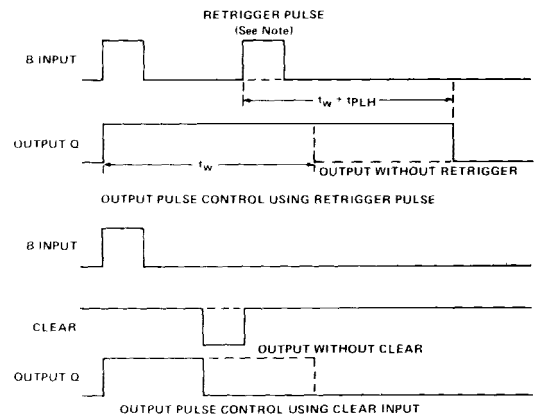 RETRIGGER PULSE
(See Note)
B INPUT
tw + tPLH
OUTPUT Q
tw
OUTPUT WITHOUT RETRIGGER
OUTPUT PULSE CONTROL USING RETRIGGER PULSE
B INPUT
CLEAR
OUTPUT WITHOUT CLEAR
OUTPUT Q
OUTPUT PULSE CONTROL USING CLEAR INPUT